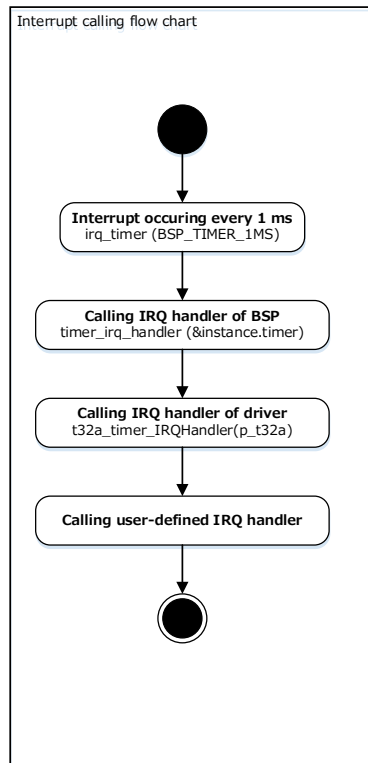 Interrupt calling flow chart
Interrupt occuring every 1 ms
irq_timer (BSP_TIMER_1MS)
Calling IRQ handler of BSP
timer_irq_handler (&instance.timer)
Calling IRQ handler of driver
t32a_timer_IRQHandler(p_t32a)
Calling user-defined IRQ handler